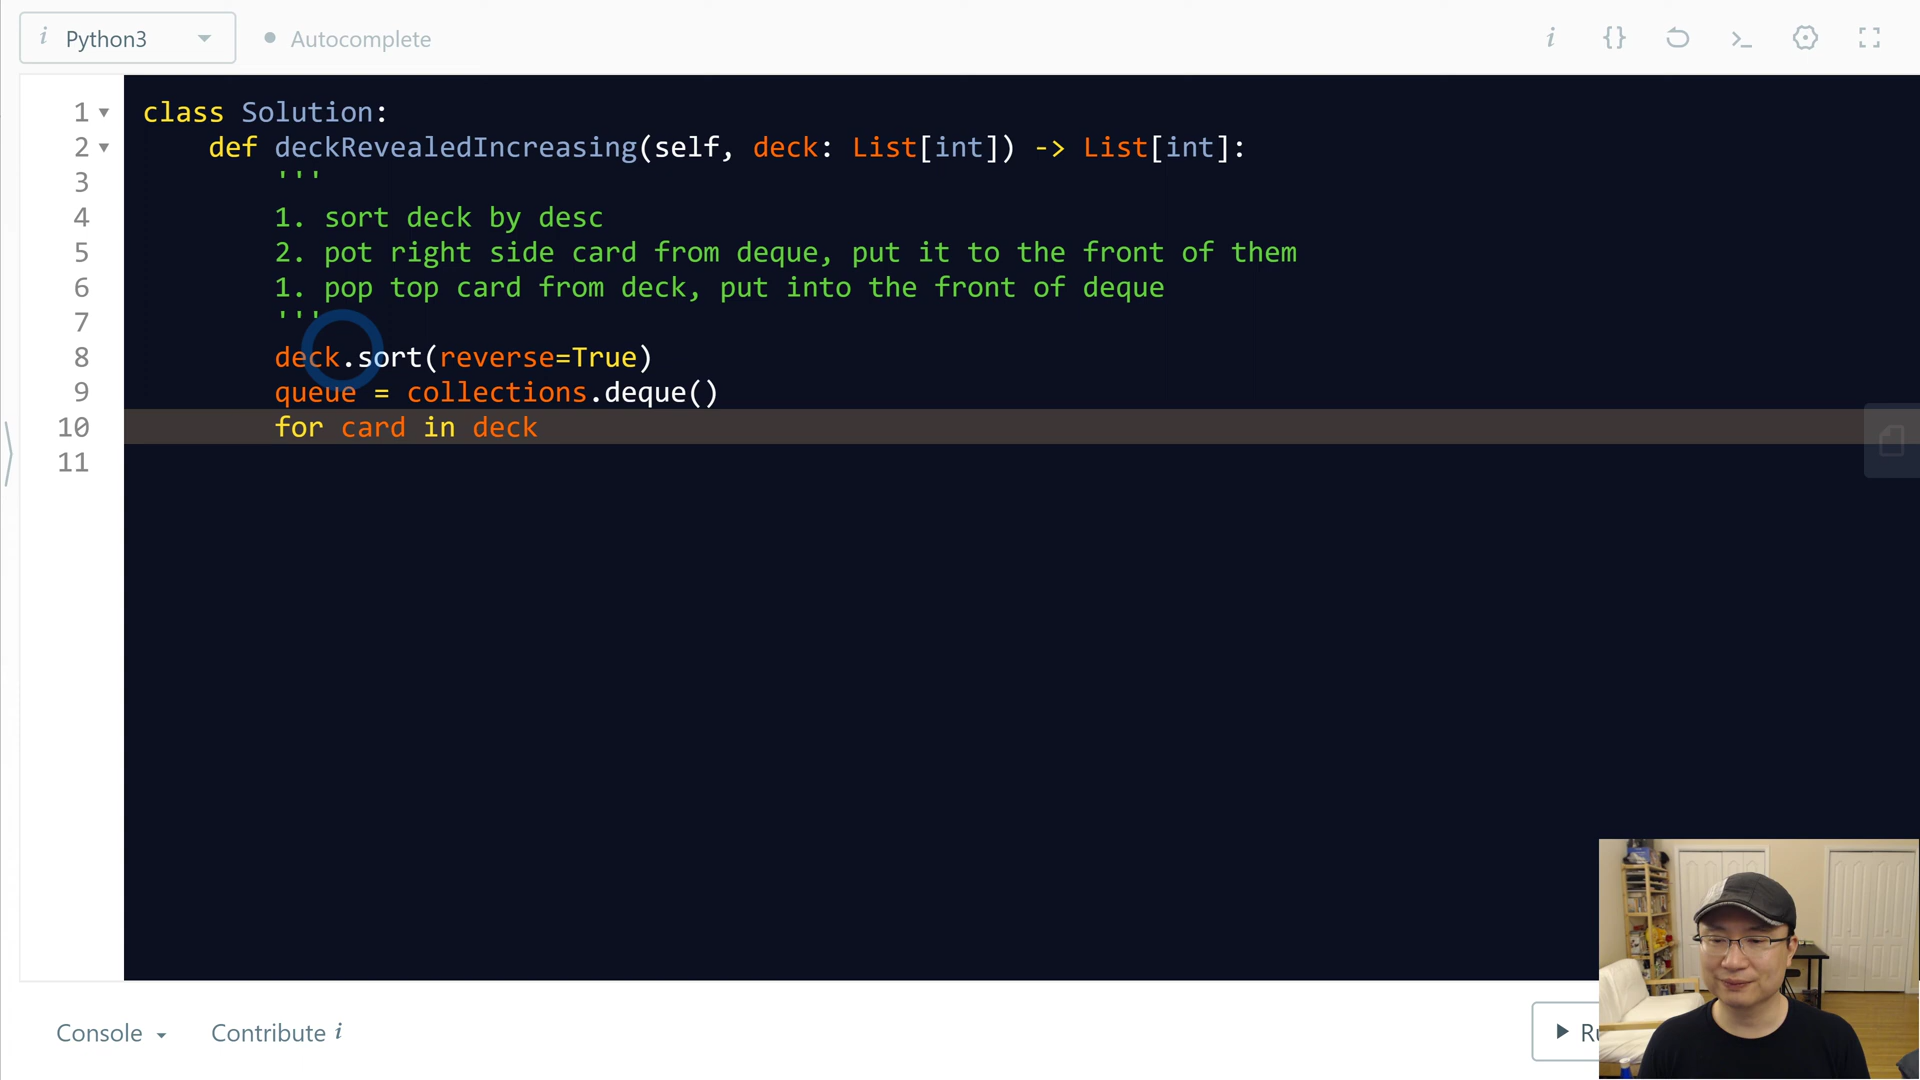 i Python3
Autocomplete
i {}
1 class Solution:
2 def deckRevealedIncreasing(self, deck: List[int]) -> List[int]:
3 '''
4 1. sort deck by desc
5 2. pot right side card from deque, put it to the front of them
6 1. pop top card from deck, put into the front of deque
7 '''
8 deck.sort(reverse=True)
9 queue = collections.deque()
10 for card in deck
11
Console
Contribute i